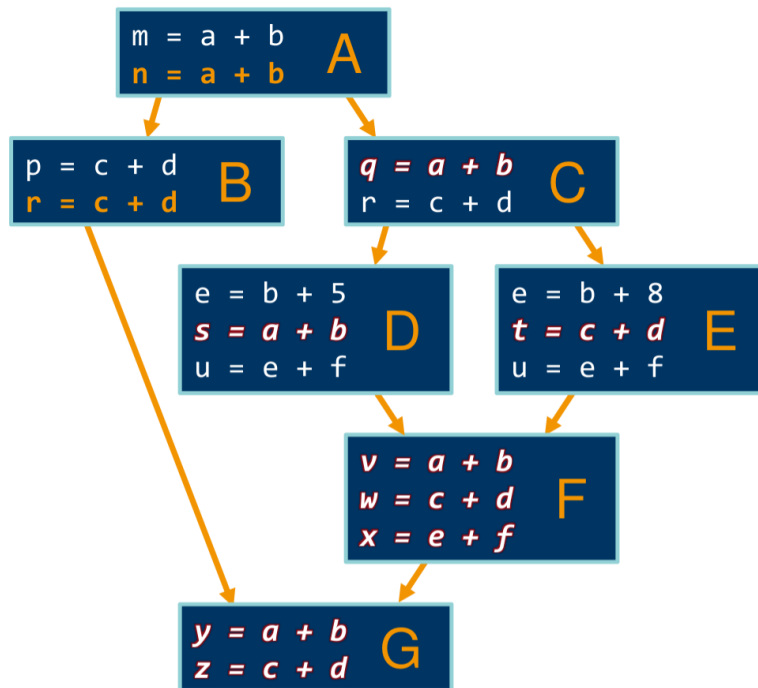 m = a + b
n = a + b
A
p = c + d
r = c + d
B
q = a + b
r = c + d
C
e = b + 5
s = a + b
u = e + f
D
e = b + 8
t = c + d
u = e + f
E
v = a + b
w = c + d
x = e + f
F
y = a + b
z = c + d
G